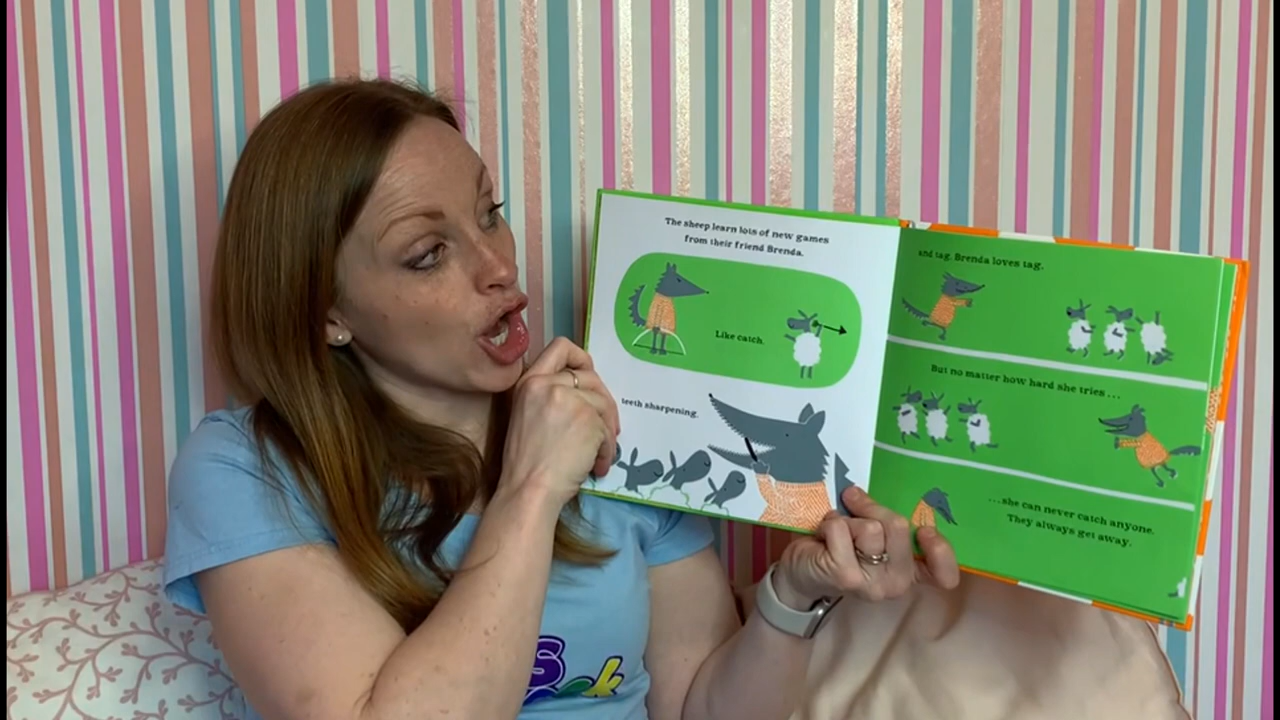 The sheep learn lots of new games
from their friend Brenda.
Like catch.
teeth sharpening.
and tag. Brenda loves tag.
But no matter how hard she tries...
...she can never catch anyone.
They always get away.